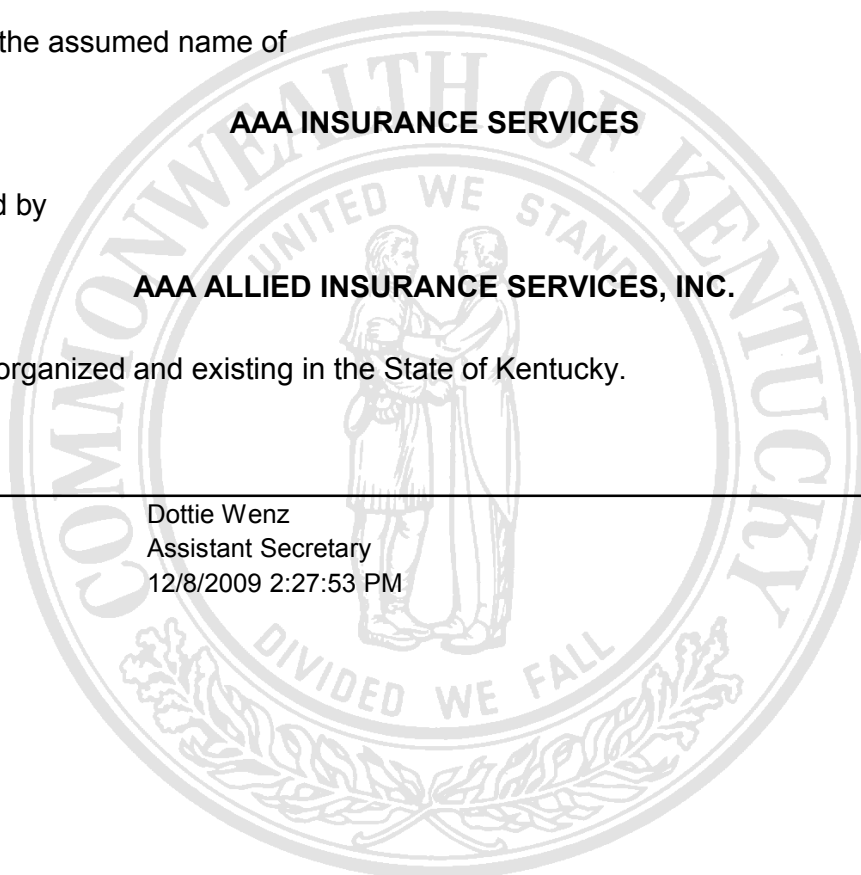 the assumed name of
AAA INSURANCE SERVICES
d by
AAA ALLIED INSURANCE SERVICES, INC.
organized and existing in the State of Kentucky.
Dottie Wenz
Assistant Secretary
12/8/2009 2:27:53 PM
COMMONWEALTH OF KENTUCKY
UNITED WE STAND
DIVIDED WE FALL